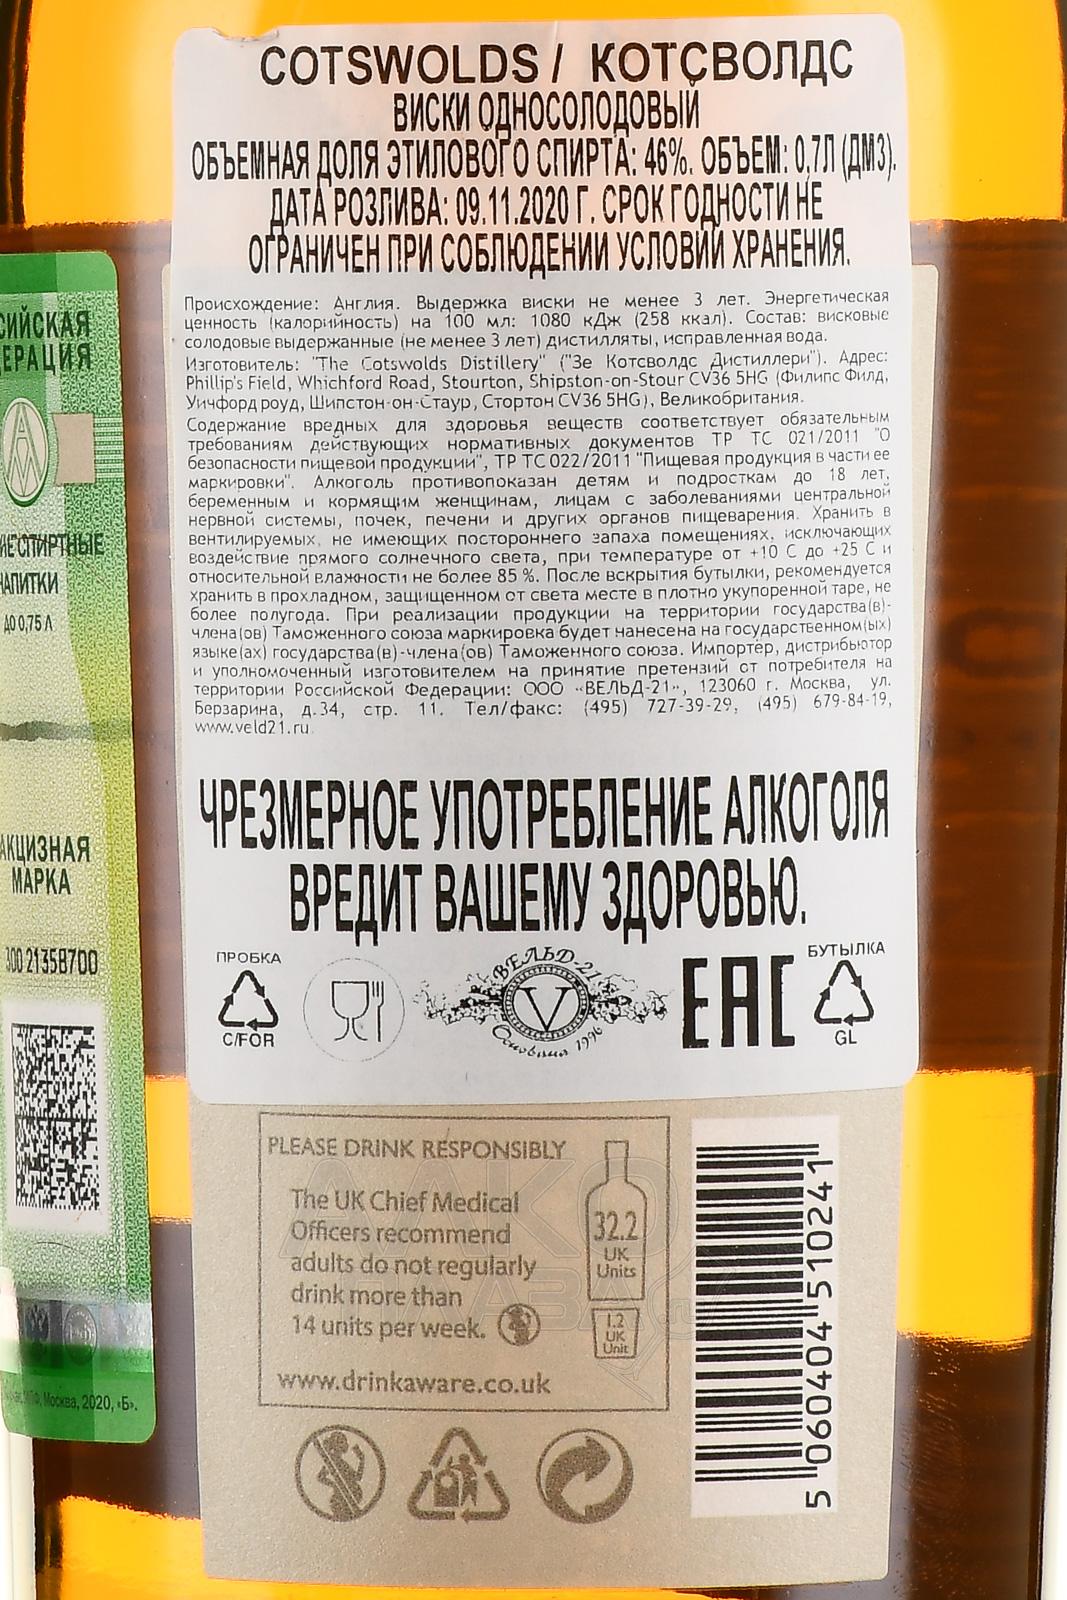 COTSWOLDS / КОТСВОЛДС
ВИСКИ ОДНОСОЛОДОВЫЙ
ОБЪЕМНАЯ ДОЛЯ ЭТИЛОВОГО СПИРТА: 46%. ОБЪЕМ: 0,7Л (ДМ3).
ДАТА РОЗЛИВА: 09.11.2020 Г. СРОК ГОДНОСТИ НЕ
ОГРАНИЧЕН ПРИ СОБЛЮДЕНИИ УСЛОВИЙ ХРАНЕНИЯ.
Происхождение: Англия. Выдержка виски не менее 3 лет. Энергетическая
ценность (калорийность) на 100 мл: 1080 кДж (258 ккал). Состав: висковые
солодовые выдержанные (не менее 3 лет) дистилляты, исправленная вода.
Изготовитель: "The Cotswolds Distillery" ("Зе Котсволдс Дистиллери"). Адрес:
Phillip's Field, Whichford Road, Stourton, Shipston-on-Stour CV36 5HG (Филипс Филд,
Уичфорд роуд, Шипстон-он-Стаур, Стортон CV36 5HG), Великобритания.
Содержание вредных для здоровья веществ соответствует обязательным
требованиям действующих нормативных документов ТР ТС 021/2011 "О
безопасности пищевой продукции", ТР ТС 022/2011 "Пищевая продукция в части ее
маркировки". Алкоголь противопоказан детям и подросткам до 18 лет,
беременным и кормящим женщинам, лицам с заболеваниями центральной
нервной системы, почек, печени и других органов пищеварения. Хранить в
вентилируемых, не имеющих постороннего запаха помещениях, исключающих
воздействие прямого солнечного света, при температуре от +10 С до +25 С и
относительной влажности не более 85 %. После вскрытия бутылки, рекомендуется
хранить в прохладном, защищенном от света месте в плотно укупоренной таре, не
более полугода. При реализации продукции на территории государства(в)-
члена(ов) Таможенного союза маркировка будет нанесена на государственном(ых)
языке(ах) государства(в)-члена(ов) Таможенного союза. Импортер, дистрибьютор
и уполномоченный изготовителем на принятие претензий от потребителя на
территории Российской Федерации: ООО «ВЕЛЬД-21», 123060 г. Москва, ул.
Берзарина, д.34, стр. 11. Тел/факс: (495) 727-39-29, (495) 679-84-19,
www.veld21.ru
ЧРЕЗМЕРНОЕ УПОТРЕБЛЕНИЕ АЛКОГОЛЯ
ВРЕДИТ ВАШЕМУ ЗДОРОВЬЮ.
ПРОБКА
C/FOR
ВЕЛЬД-21
V
Основана 1996
EAC
БУТЫЛКА
GL
PLEASE DRINK RESPONSIBLY
The UK Chief Medical
Officers recommend
adults do not regularly
drink more than
14 units per week.
www.drinkaware.co.uk
32.2
UK
Units
1.2
UK
Unit
5 060404 510241
СИЙСКАЯ
ЕРАЦИЯ
СПИРТНЫЕ
НАПИТКИ
ДО 0,75 Л
АКЦИЗНАЯ
МАРКА
300 21358700
Москва, 2020, «Б».